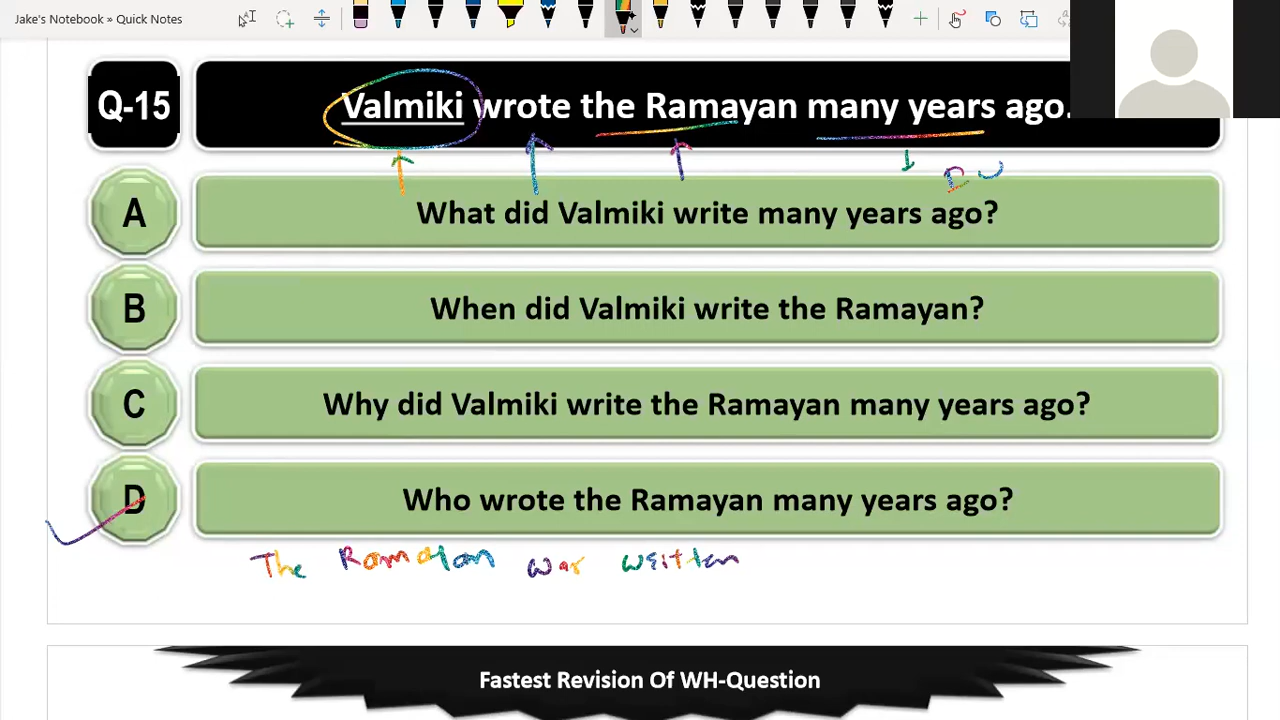 Jake's Notebook » Quick Notes
Q-15
Valmiki wrote the Ramayan many years ago.
A
What did Valmiki write many years ago?
B
When did Valmiki write the Ramayan?
C
Why did Valmiki write the Ramayan many years ago?
D
Who wrote the Ramayan many years ago?
The Ramayan was written
Fastest Revision Of WH-Question